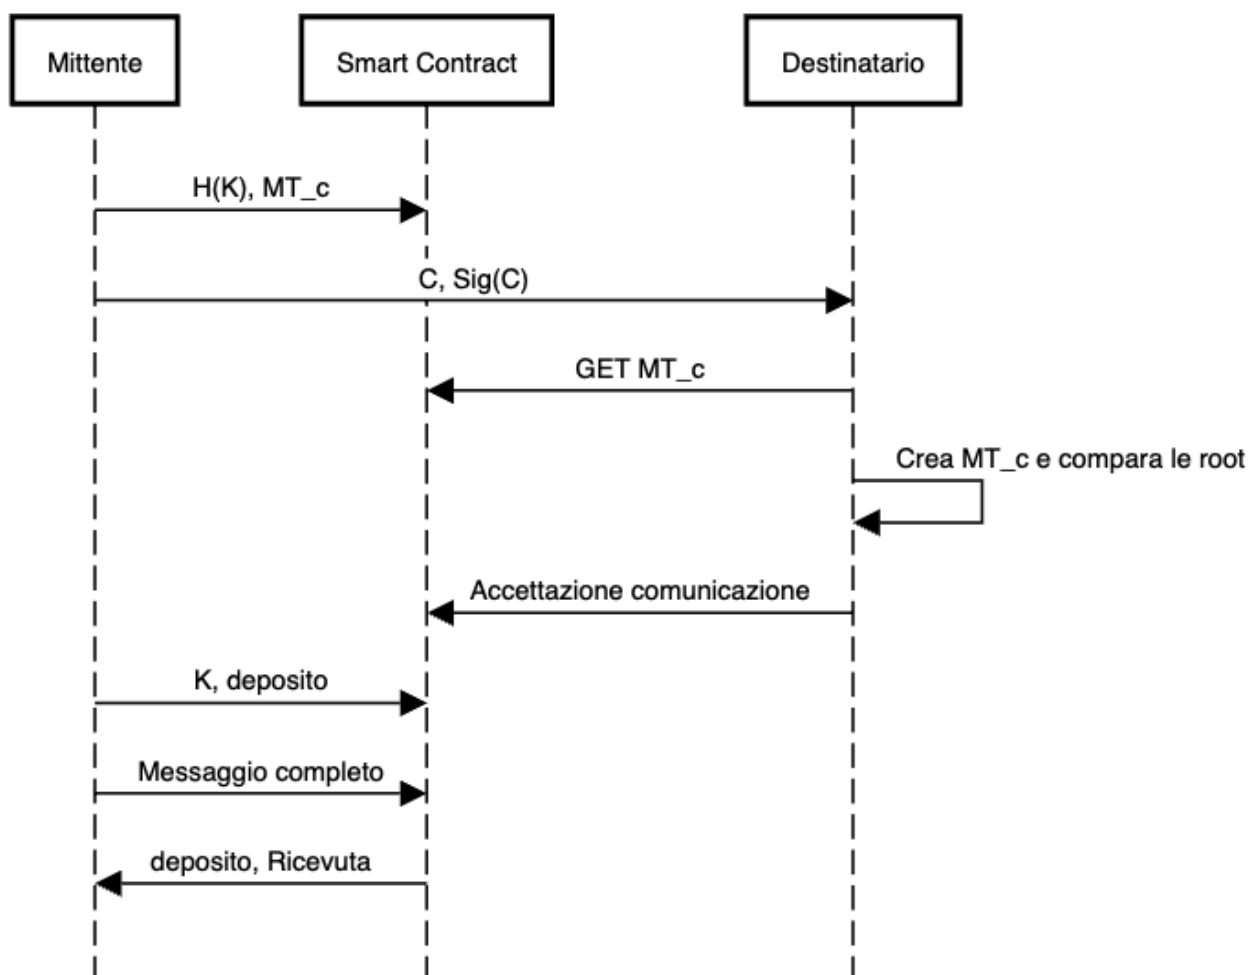 Mittente
Smart Contract
Destinatario
H(K), MT_c
C, Sig(C)
GET MT_c
Crea MT_c e compara le root
Accettazione comunicazione
K, deposito
Messaggio completo
deposito, Ricevuta